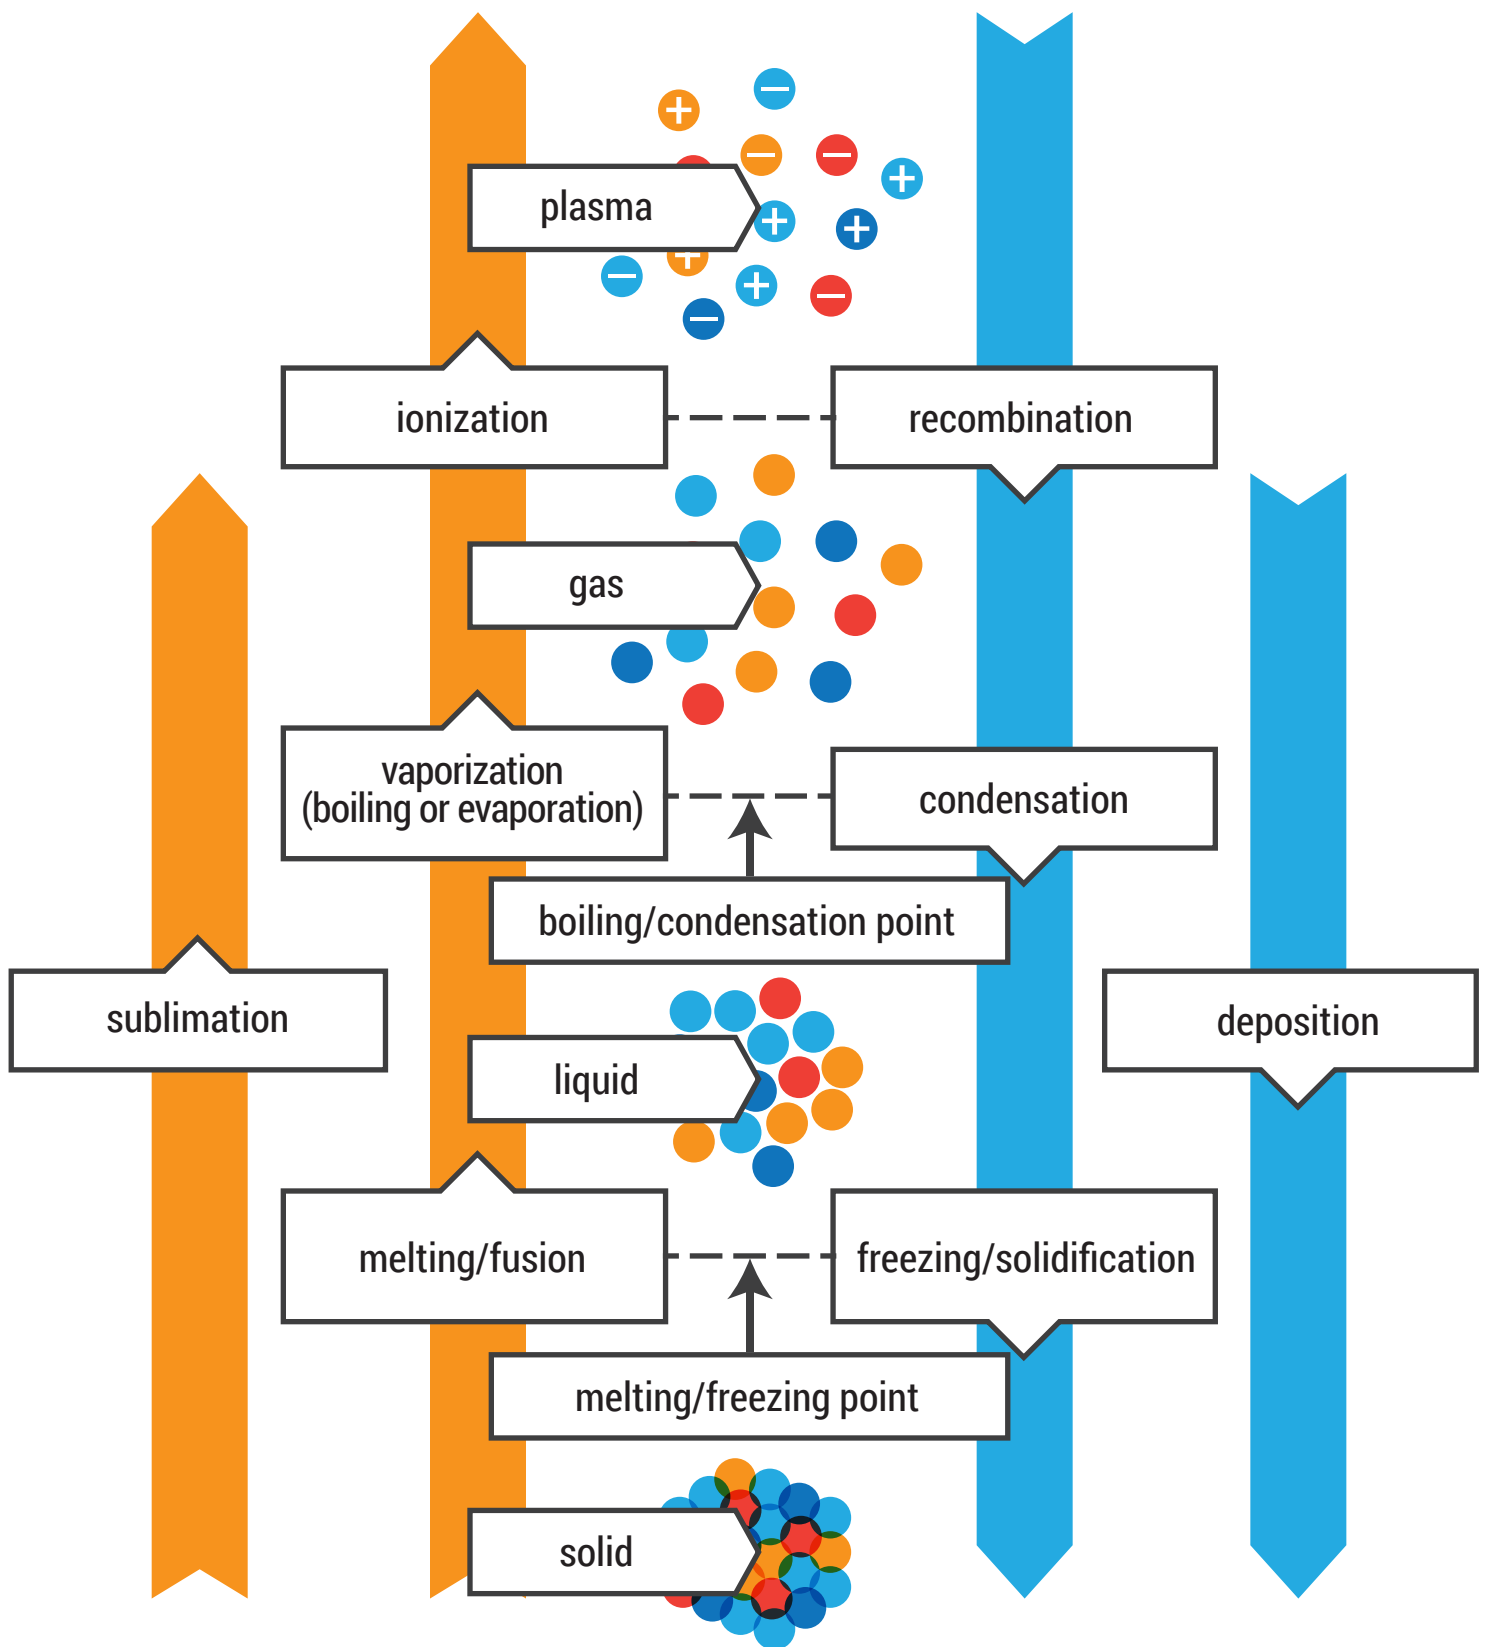 plasma
ionization
recombination
gas
vaporization
(boiling or evaporation)
condensation
boiling/condensation point
sublimation
deposition
liquid
melting/fusion
freezing/solidification
melting/freezing point
solid